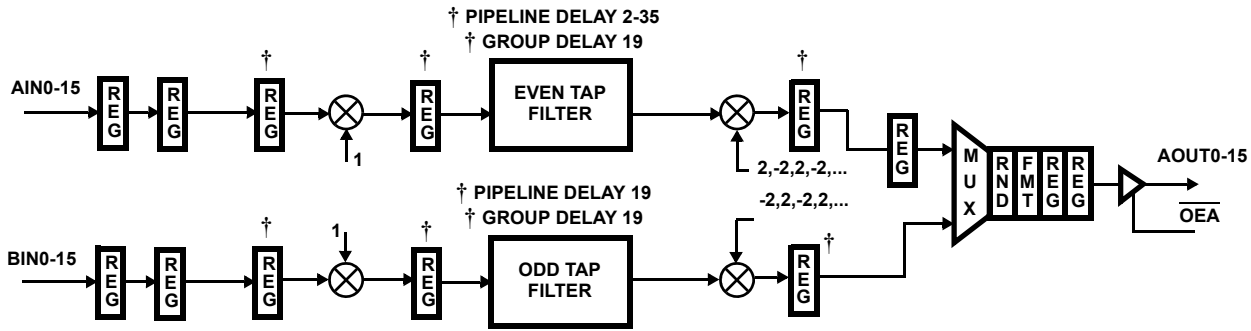 † PIPELINE DELAY 2-35
† GROUP DELAY 19
† † †
AIN0-15
REG
REG
REG
1
REG
EVEN TAP
FILTER
2,-2,2,-2,...
REG
REG
MUX
RND
FMT
REG
REG
AOUT0-15
OEA
† PIPELINE DELAY 19
† GROUP DELAY 19
-2,2,-2,2,...
† † †
BIN0-15
REG
REG
REG
1
REG
ODD TAP
FILTER
REG